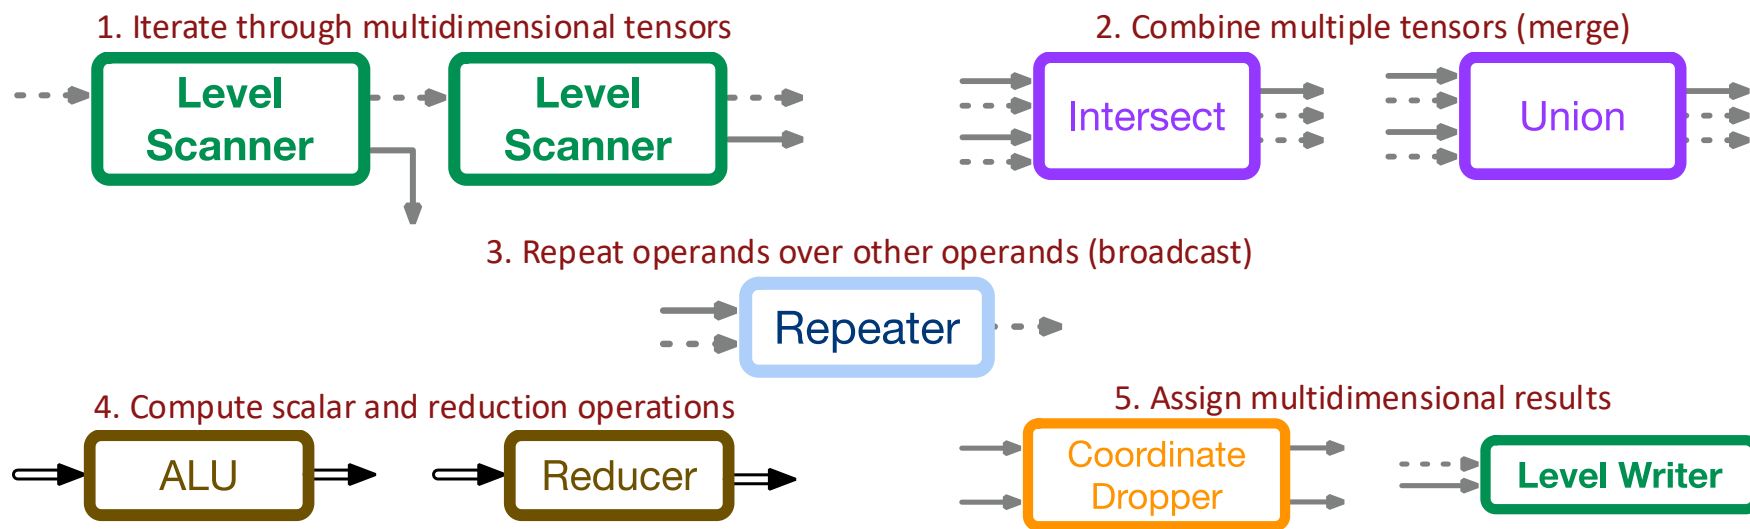 1. Iterate through multidimensional tensors
Level
Scanner
Level
Scanner
2. Combine multiple tensors (merge)
Intersect
Union
3. Repeat operands over other operands (broadcast)
Repeater
4. Compute scalar and reduction operations
ALU
Reducer
5. Assign multidimensional results
Coordinate
Dropper
Level Writer